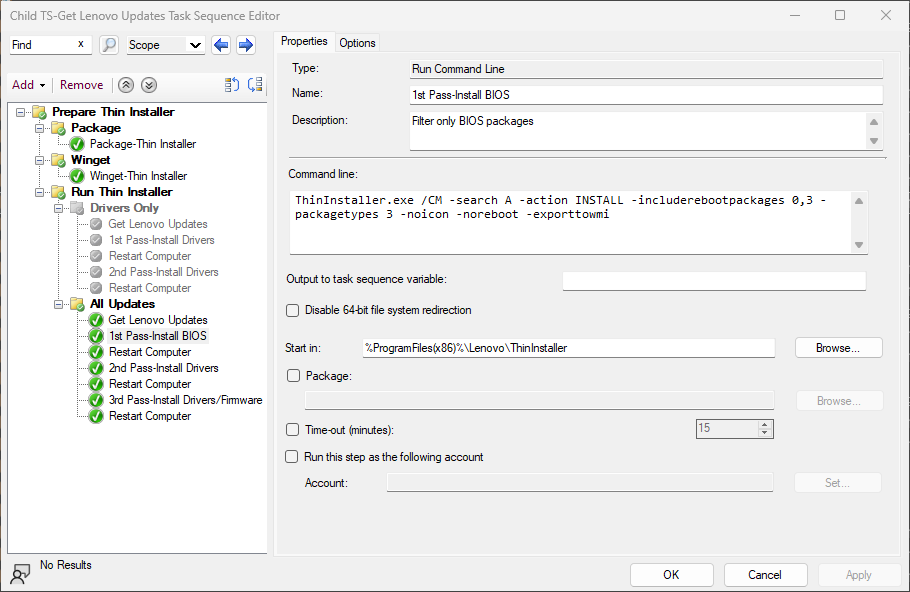 Child TS-Get Lenovo Updates Task Sequence Editor
Find x Scope
Add Remove
Prepare Thin Installer
Package
Package-Thin Installer
Winget
Winget-Thin Installer
Run Thin Installer
Drivers Only
Get Lenovo Updates
1st Pass-Install Drivers
Restart Computer
2nd Pass-Install Drivers
Restart Computer
All Updates
Get Lenovo Updates
1st Pass-Install BIOS
Restart Computer
2nd Pass-Install Drivers
Restart Computer
3rd Pass-Install Drivers/Firmware
Restart Computer
No Results
Properties Options
Type: Run Command Line
Name: 1st Pass-Install BIOS
Description: Filter only BIOS packages
Command line:
ThinInstaller.exe /CM -search A -action INSTALL -includerebootpackages 0,3 -
packagetypes 3 -noicon -noreboot -exporttowmi
Output to task sequence variable:
Disable 64-bit file system redirection
Start in: %ProgramFiles(x86)%\Lenovo\ThinInstaller Browse...
Package:
Browse...
Time-out (minutes): 15
Run this step as the following account
Account: Set...
OK Cancel Apply